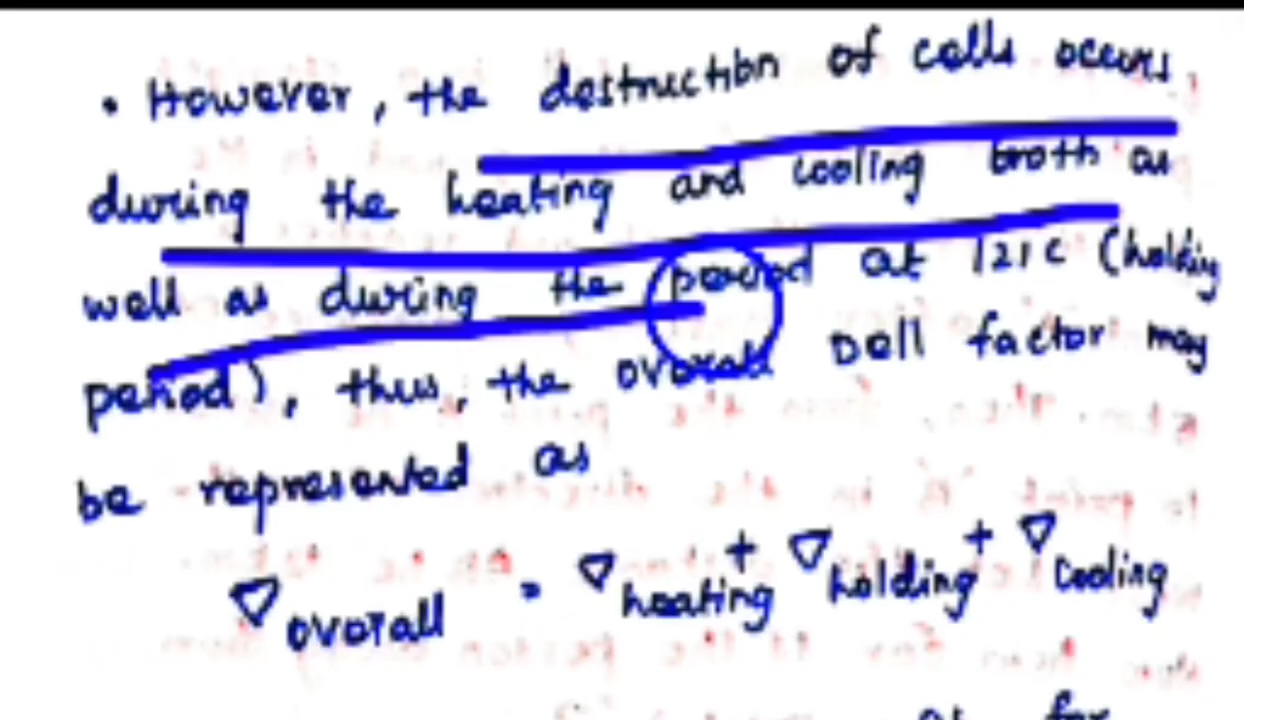 • However, the destruction of cells occurs
during the heating and cooling broth as
well as during the period at 121C (holding
period), thus, the overall Dell factor may
be represented as
∇overall = ∇heating + ∇holding + ∇cooling